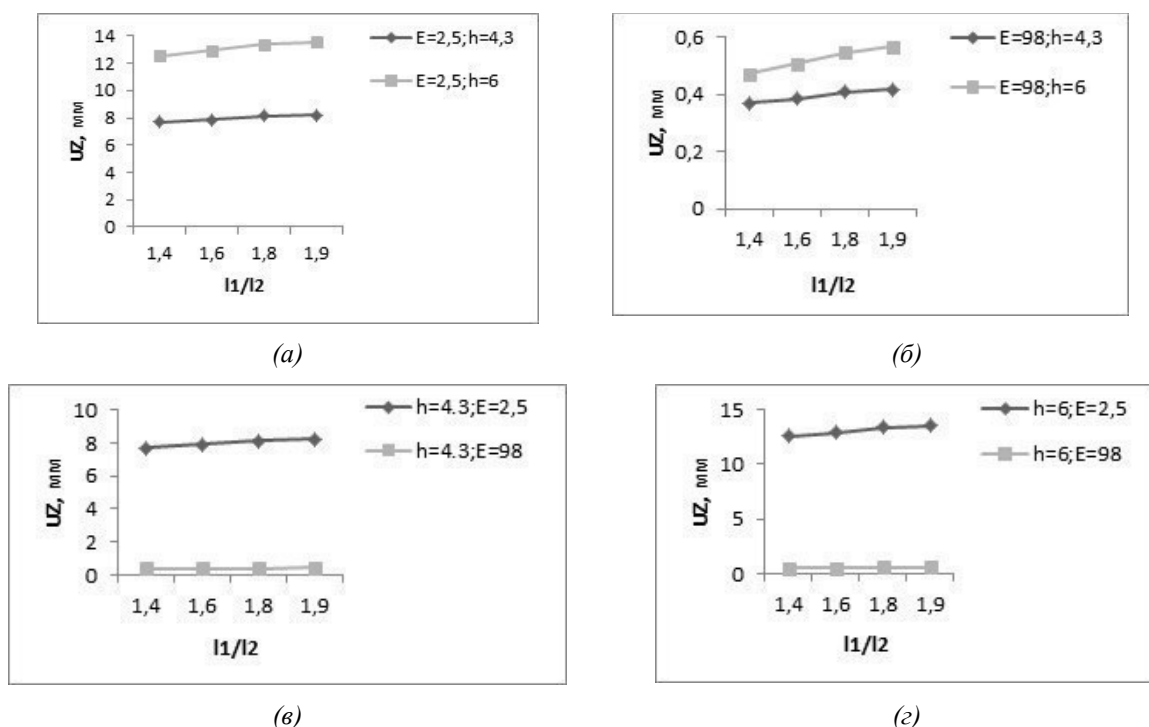 14
12
10
8
6
4
2
0
UZ, мм
1,4 1,6 1,8 1,9
l1/l2
E=2,5;h=4,3
E=2,5;h=6
(а)
0,6
0,4
0,2
0
UZ, мм
1,4 1,6 1,8 1,9
l1/l2
E=98;h=4,3
E=98;h=6
(б)
10
8
6
4
2
0
UZ, мм
1,4 1,6 1,8 1,9
l1/l2
h=4.3;E=2,5
h=4.3;E=98
(в)
15
10
5
0
UZ, мм
1,4 1,6 1,8 1,9
l1/l2
h=6;E=2,5
h=6;E=98
(г)